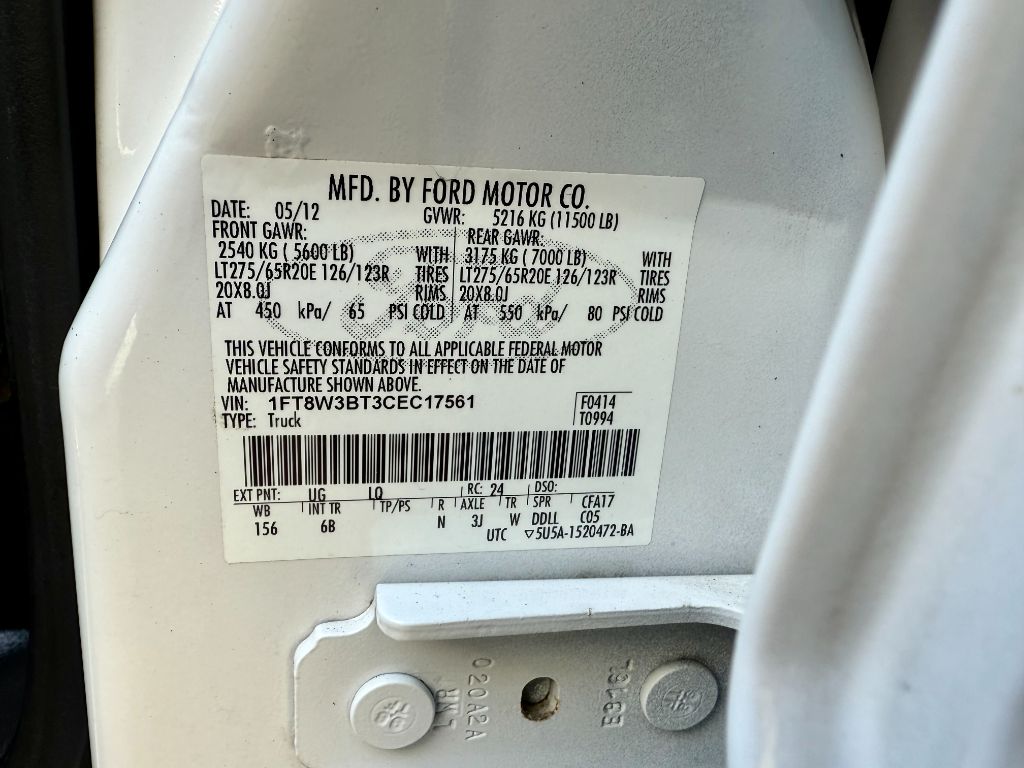 MFD. BY FORD MOTOR CO.
DATE: 05/12 GVWR: 5216 KG (11500 LB)
FRONT GAWR: REAR GAWR:
2540 KG ( 5600 LB) WITH 3175 KG ( 7000 LB) WITH
LT275/65R20E 126/123R TIRES LT275/65R20E 126/123R TIRES
20X8.0J RIMS 20X8.0J RIMS
AT 450 kPa/ 65 PSI COLD AT 550 kPa/ 80 PSI COLD
THIS VEHICLE CONFORMS TO ALL APPLICABLE FEDERAL MOTOR
VEHICLE SAFETY STANDARDS IN EFFECT ON THE DATE OF
MANUFACTURE SHOWN ABOVE.
VIN: 1FT8W3BT3CEC17561 F0414
TYPE: Truck T0994
EXT PNT: UG LQ RC: 24 DSO:
WB INT TR TP/PS R AXLE TR SPR CFA17
156 6B N 3J W DDLL C05
UTC ▽5U5A-1520472-BA
020A2A